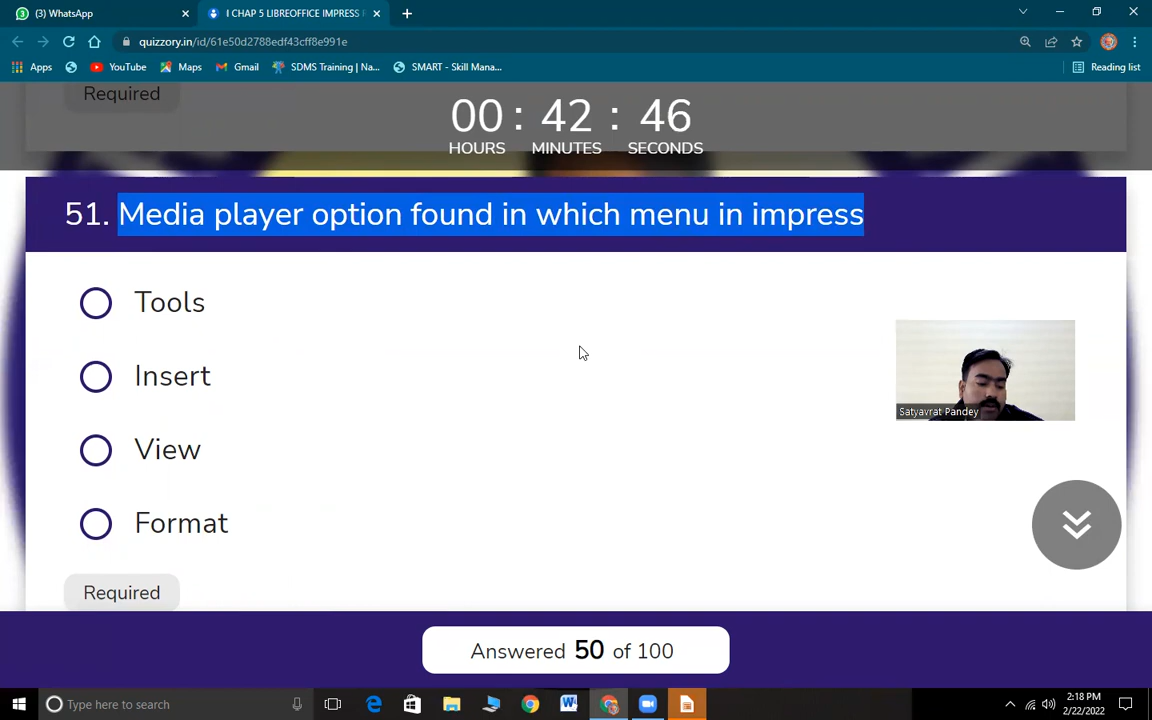 (3) WhatsApp
I CHAP 5 LIBREOFFICE IMPRESS
quizzory.in/id/61e50d2788edf43cff8e991e
Apps
YouTube
Maps
Gmail
SDMS Training | Na...
SMART - Skill Mana...
Reading list
Required
00 : 42 : 46
HOURS MINUTES SECONDS
51. Media player option found in which menu in impress
Tools
Insert
View
Format
Satyavrat Pandey
Required
Answered 50 of 100
Type here to search
2:18 PM
2/22/2022